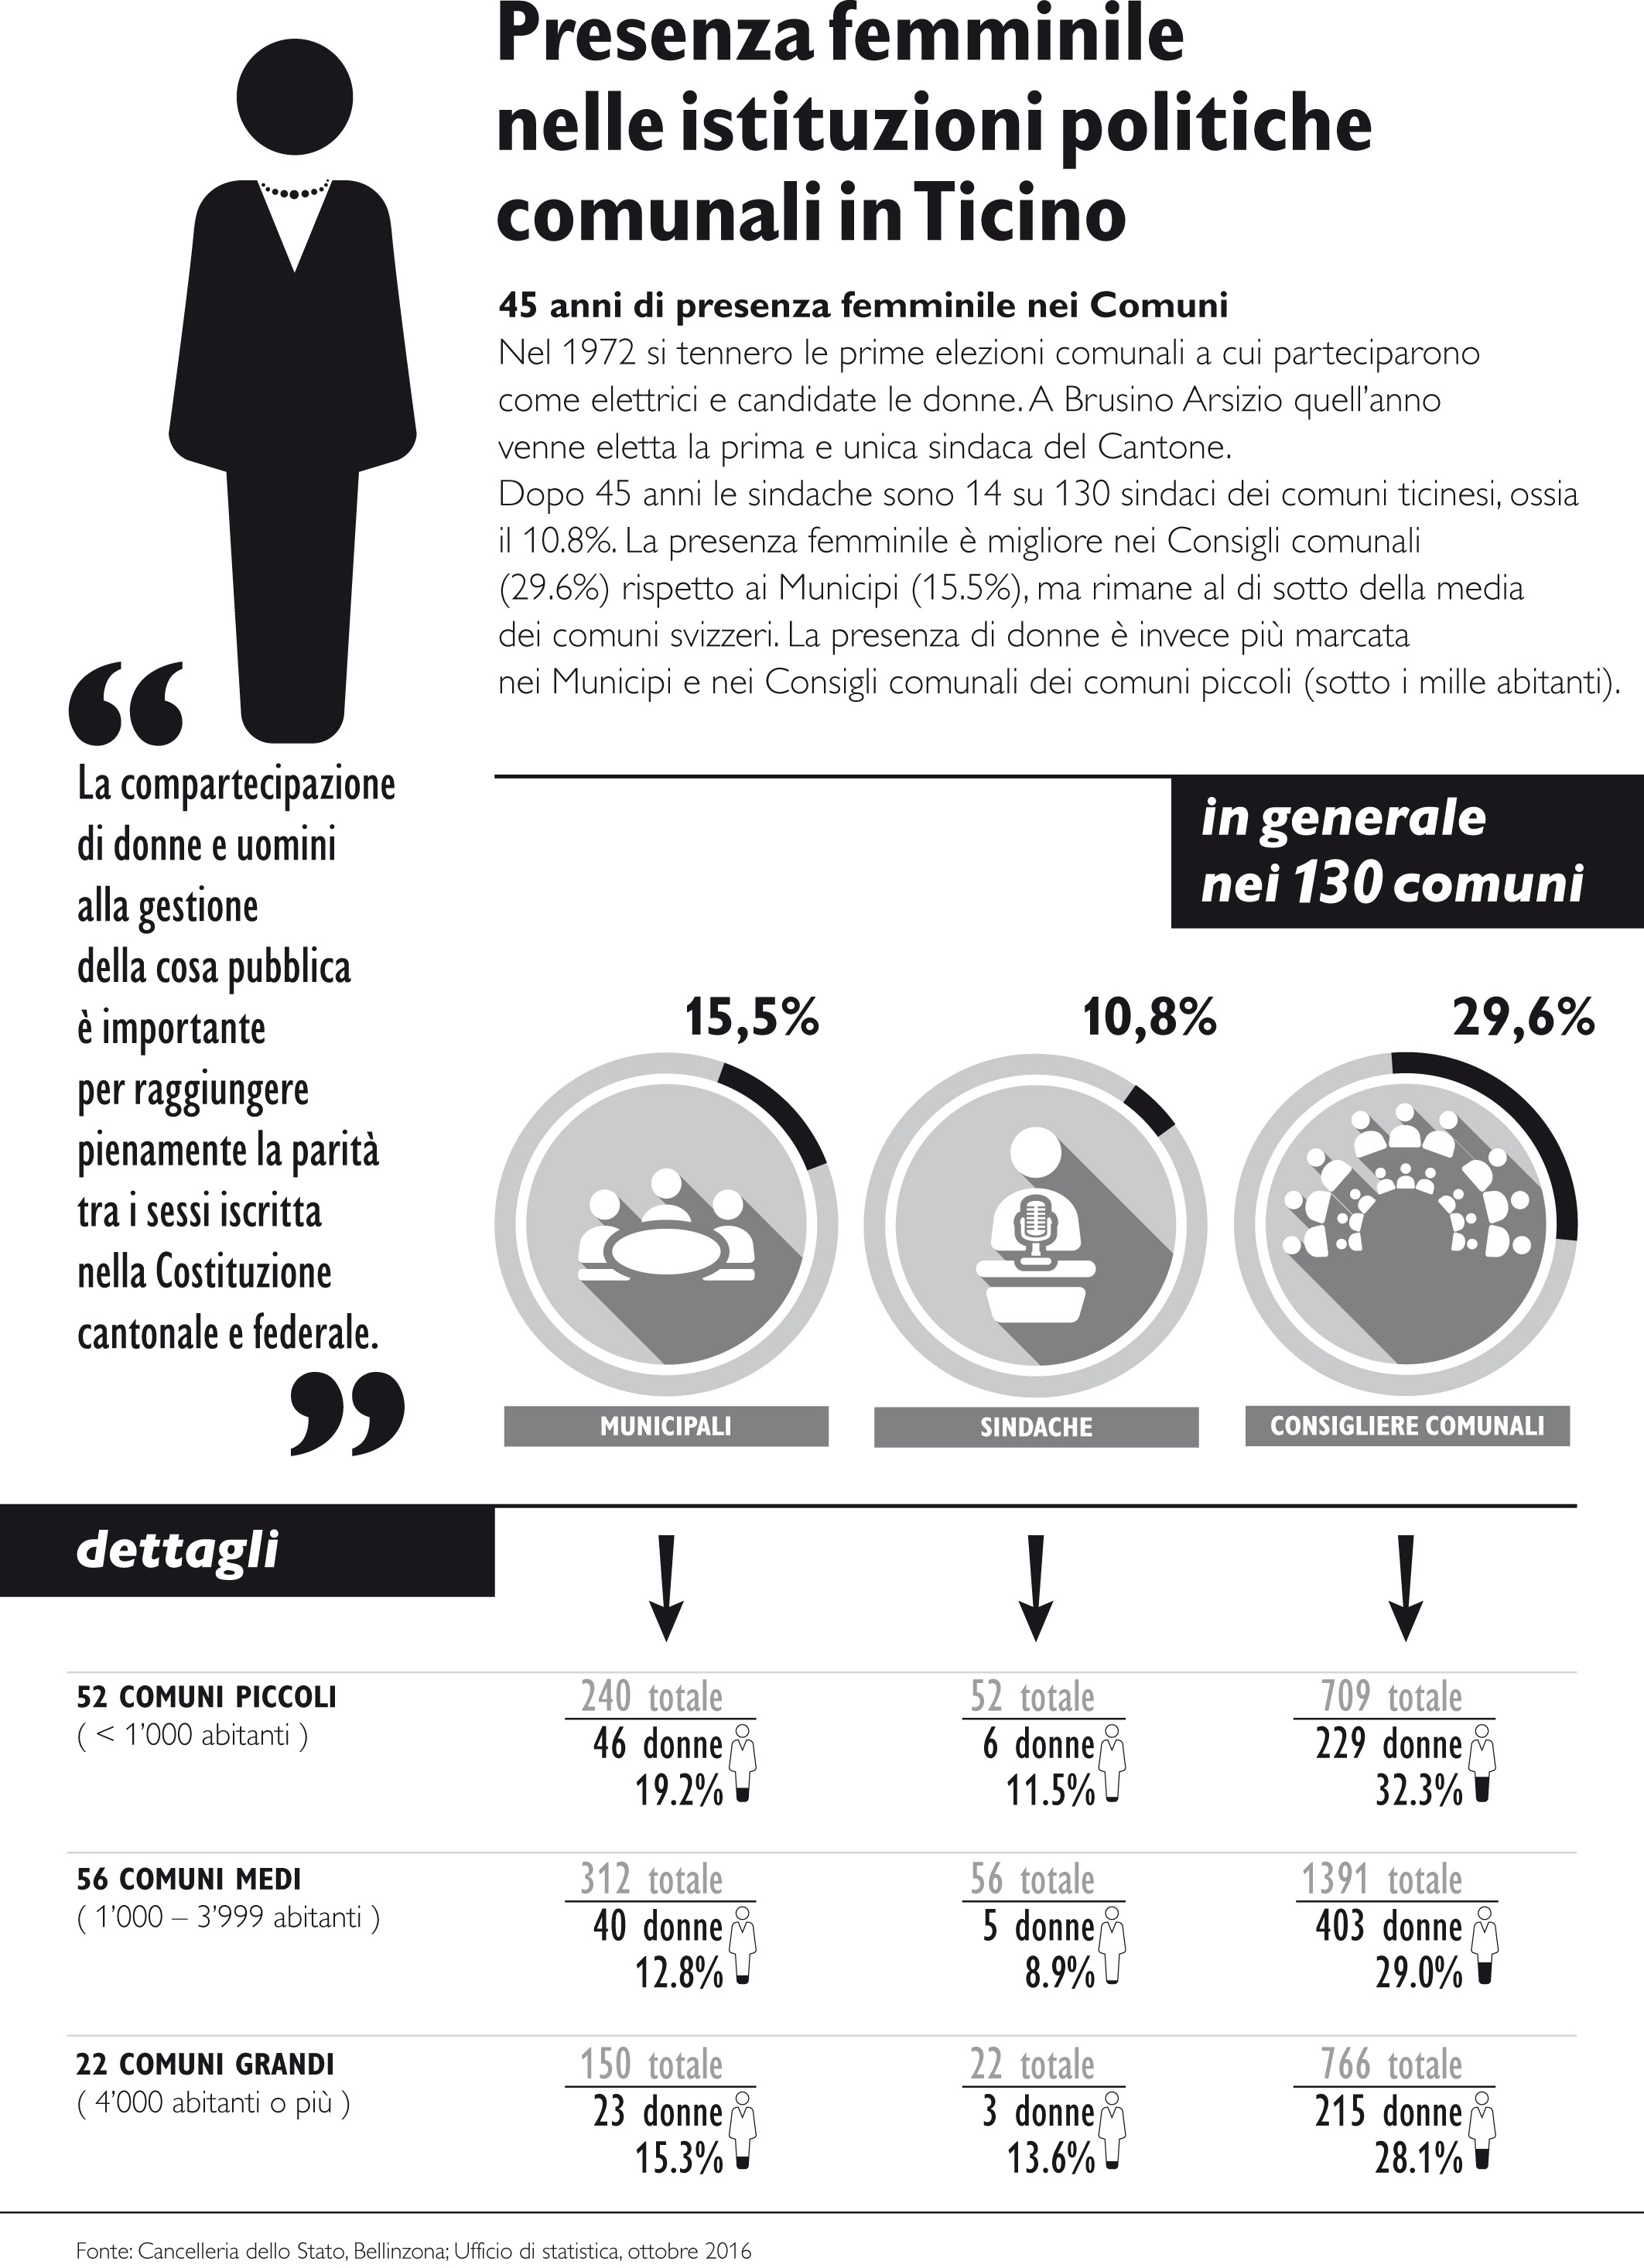 Presenza femminile
nelle istituzioni politiche
comunali in Ticino
45 anni di presenza femminile nei Comuni
Nel 1972 si tennero le prime elezioni comunali a cui parteciparono
come elettrici e candidate le donne. A Brusino Arsizio quell’anno
venne eletta la prima e unica sindaca del Cantone.
Dopo 45 anni le sindache sono 14 su 130 sindaci dei comuni ticinesi, ossia
il 10.8%. La presenza femminile è migliore nei Consigli comunali
(29.6%) rispetto ai Municipi (15.5%), ma rimane al di sotto della media
dei comuni svizzeri. La presenza di donne è invece più marcata
nei Municipi e nei Consigli comunali dei comuni piccoli (sotto i mille abitanti).
“
La compartecipazione
di donne e uomini
alla gestione
della cosa pubblica
è importante
per raggiungere
pienamente la parità
tra i sessi iscritta
nella Costituzione
cantonale e federale.
”
in generale
nei 130 comuni
15,5% 10,8% 29,6%
MUNICIPALI SINDACHE CONSIGLIERE COMUNALI
dettagli
52 COMUNI PICCOLI
( < 1’000 abitanti )
240 totale
46 donne
19.2%
52 totale
6 donne
11.5%
709 totale
229 donne
32.3%
56 COMUNI MEDI
( 1’000 – 3’999 abitanti )
312 totale
40 donne
12.8%
56 totale
5 donne
8.9%
1391 totale
403 donne
29.0%
22 COMUNI GRANDI
( 4’000 abitanti o più )
150 totale
23 donne
15.3%
22 totale
3 donne
13.6%
766 totale
215 donne
28.1%
Fonte: Cancelleria dello Stato, Bellinzona; Ufficio di statistica, ottobre 2016